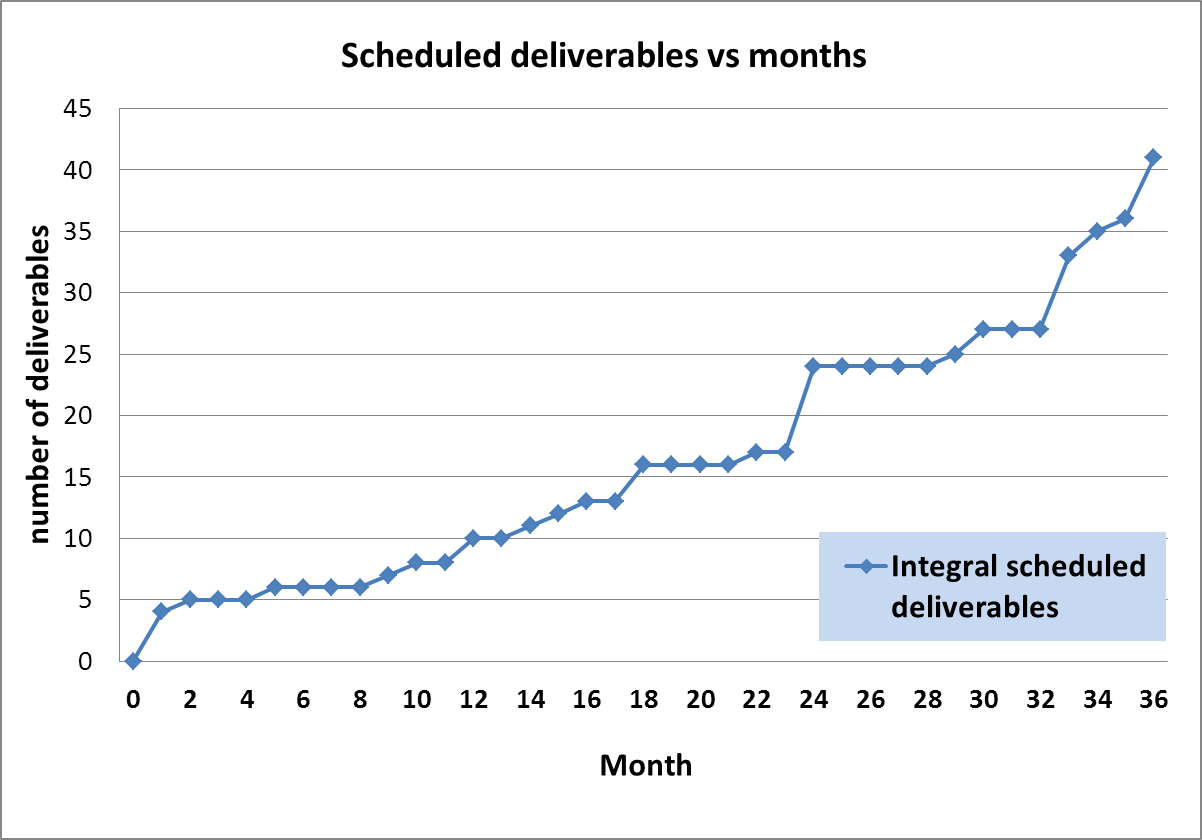 Scheduled deliverables vs months
45
40
35
30
25
20
15
10
5
0
number of deliverables
Integral scheduled
deliverables
0 2 4 6 8 10 12 14 16 18 20 22 24 26 28 30 32 34 36
Month